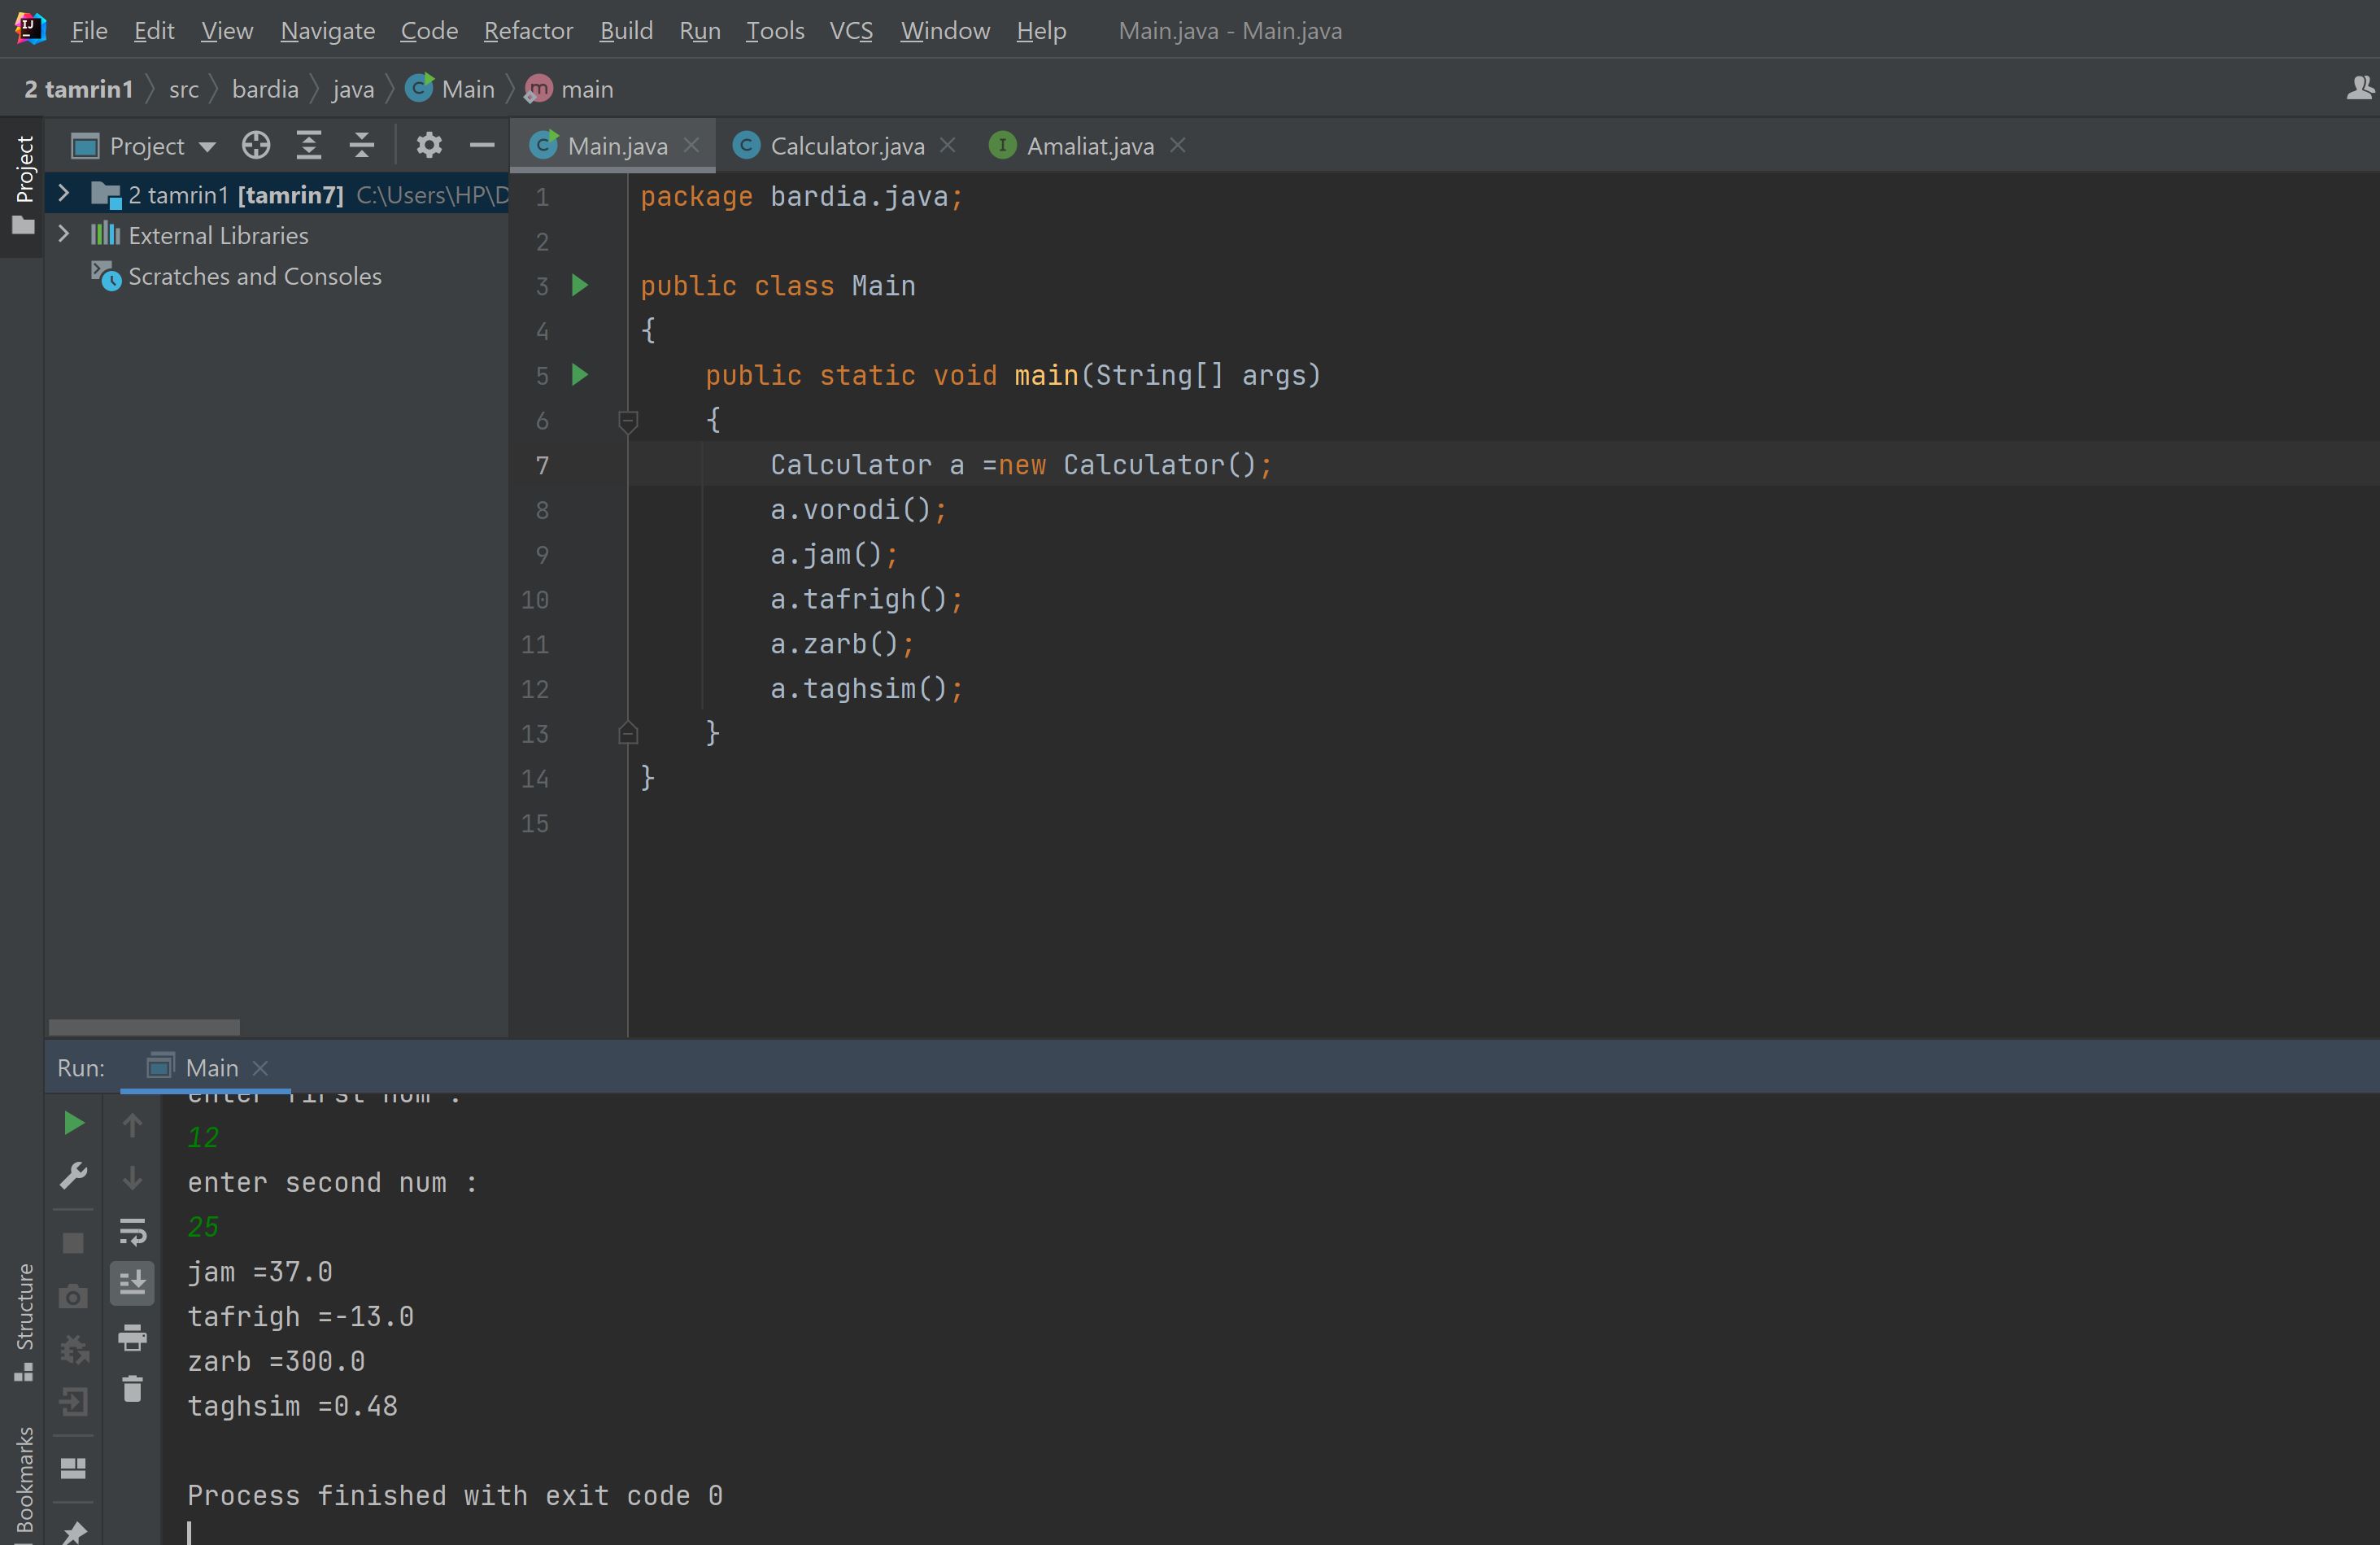 File Edit View Navigate Code Refactor Build Run Tools VCS Window Help Main.java - Main.java
2 tamrin1 src bardia java Main main
Project
Project
Main.java Calculator.java Amaliat.java
2 tamrin1 [tamrin7] C:\Users\HP\D
External Libraries
Scratches and Consoles
1 package bardia.java;
2
3 public class Main
4 {
5 public static void main(String[] args)
6 {
7 Calculator a =new Calculator();
8 a.vorodi();
9 a.jam();
10 a.tafrigh();
11 a.zarb();
12 a.taghsim();
13 }
14 }
15
Run: Main
enter first num :
12
enter second num :
25
jam =37.0
tafrigh =-13.0
zarb =300.0
taghsim =0.48
Process finished with exit code 0
Structure
Bookmarks